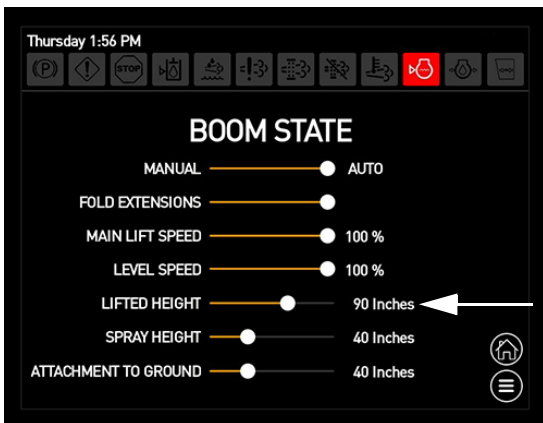 Thursday 1:56 PM
(P) STOP
BOOM STATE
MANUAL AUTO
FOLD EXTENSIONS
MAIN LIFT SPEED 100 %
LEVEL SPEED 100 %
LIFTED HEIGHT 90 Inches
SPRAY HEIGHT 40 Inches
ATTACHMENT TO GROUND 40 Inches